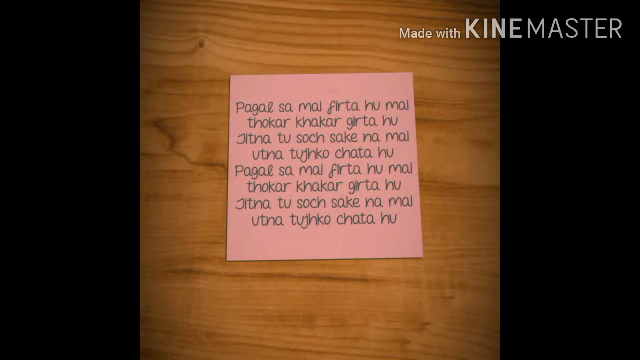 Made with KINEMASTER
Pagal sa mai firta hu mai
thokar khakar girta hu
Jitna tu soch sake na mai
utna tujhko chata hu
Pagal sa mai firta hu mai
thokar khakar girta hu
Jitna tu soch sake na mai
utna tujhko chata hu